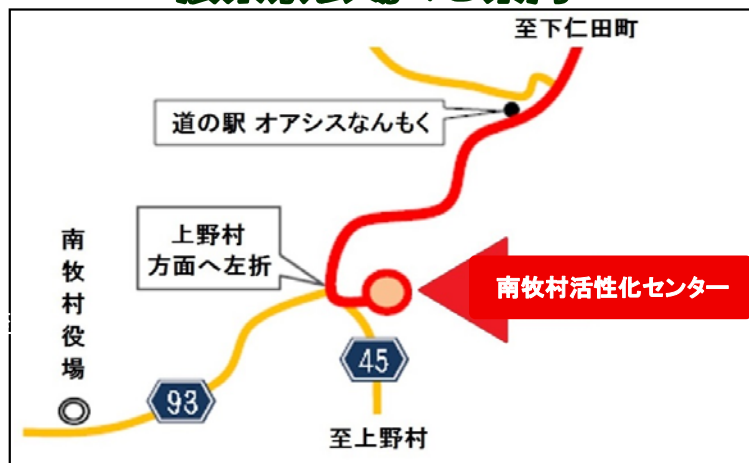 至下仁田町
道の駅 オアシスなんもく
上野村
方面へ左折
南牧村活性化センター
南牧村役場
45
93
至上野村